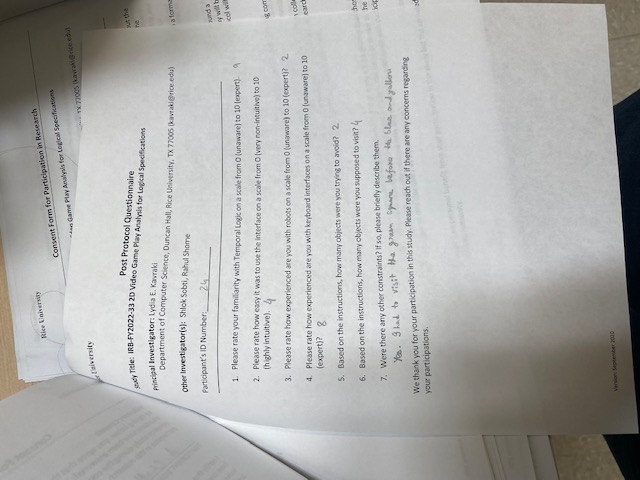 Rice University
Consent Form for Participation in Research
Game Play Analysis for Logical Specifications
TX 77005 (kavraki@rice.edu)
University
Post Protocol Questionnaire
Study Title: IRB-FY2022-33 2D Video Game Play Analysis for Logical Specifications
Principal Investigator: Lydia E. Kavraki
Department of Computer Science, Duncan Hall, Rice University, TX 77005 (kavraki@rice.edu)
Other Investigator(s): Shlok Sobti, Rahul Shome
Participant's ID Number: 24
1. Please rate your familiarity with Temporal Logic on a scale from 0 (unaware) to 10 (expert). 9
2. Please rate how easy it was to use the interface on a scale from 0 (very non-intuitive) to 10
(highly intuitive). 4
3. Please rate how experienced are you with robots on a scale from 0 (unaware) to 10 (expert)? 2
4. Please rate how experienced are you with keyboard interfaces on a scale from 0 (unaware) to 10
(expert)? 8
5. Based on the instructions, how many objects were you trying to avoid? 2
6. Based on the instructions, how many objects were you supposed to visit? 4
7. Were there any other constraints? If so, please briefly describe them.
Yes. I had to visit the green square before the blue and yellow
We thank you for your participation in this study. Please reach out if there are any concerns regarding
your participations.
Version: September 2020